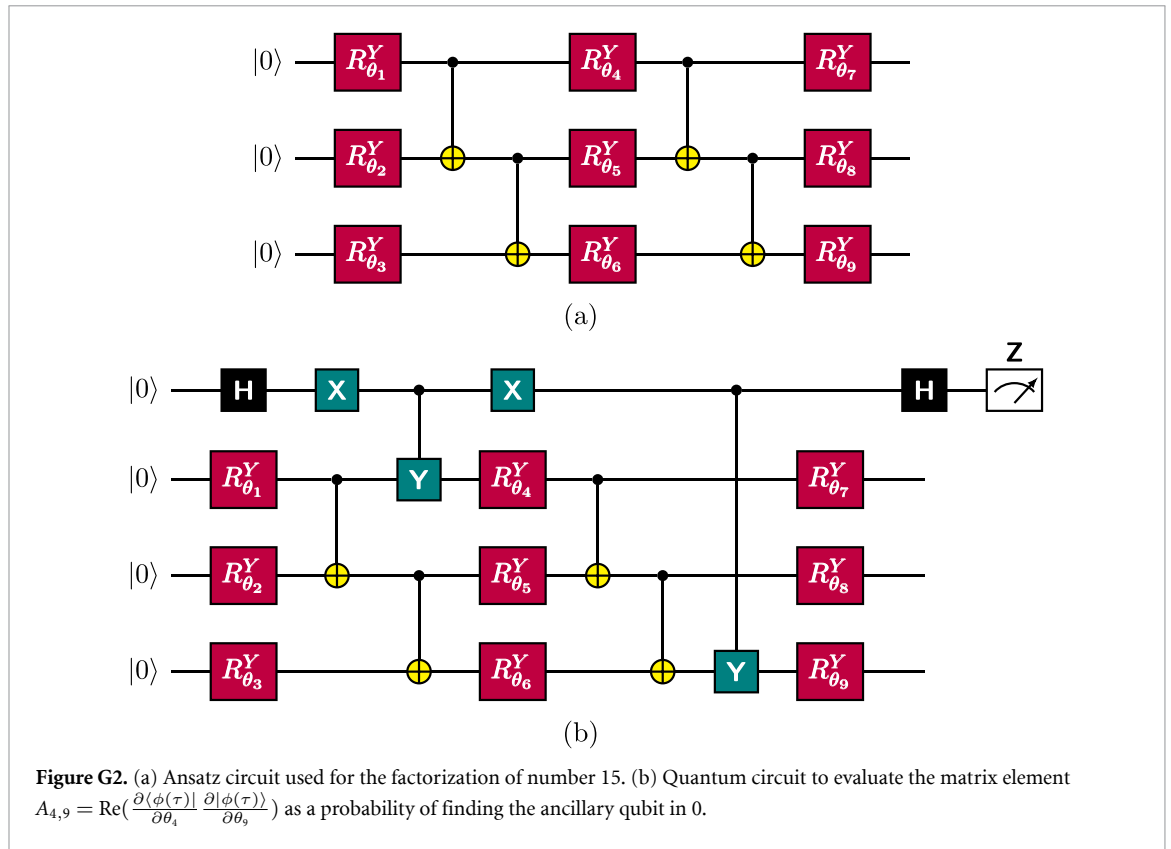 |0⟩ R^Y_θ₁ R^Y_θ₄ R^Y_θ₇
|0⟩ R^Y_θ₂ R^Y_θ₅ R^Y_θ₈
|0⟩ R^Y_θ₃ R^Y_θ₆ R^Y_θ₉
(a)
Z
|0⟩ H X X H
|0⟩ R^Y_θ₁ Y R^Y_θ₄ R^Y_θ₇
|0⟩ R^Y_θ₂ R^Y_θ₅ R^Y_θ₈
|0⟩ R^Y_θ₃ R^Y_θ₆ Y R^Y_θ₉
(b)
Figure G2. (a) Ansatz circuit used for the factorization of number 15. (b) Quantum circuit to evaluate the matrix element
A₄,₉ = Re(∂⟨ϕ(τ)|/∂θ₄ ∂|ϕ(τ)⟩/∂θ₉) as a probability of finding the ancillary qubit in 0.